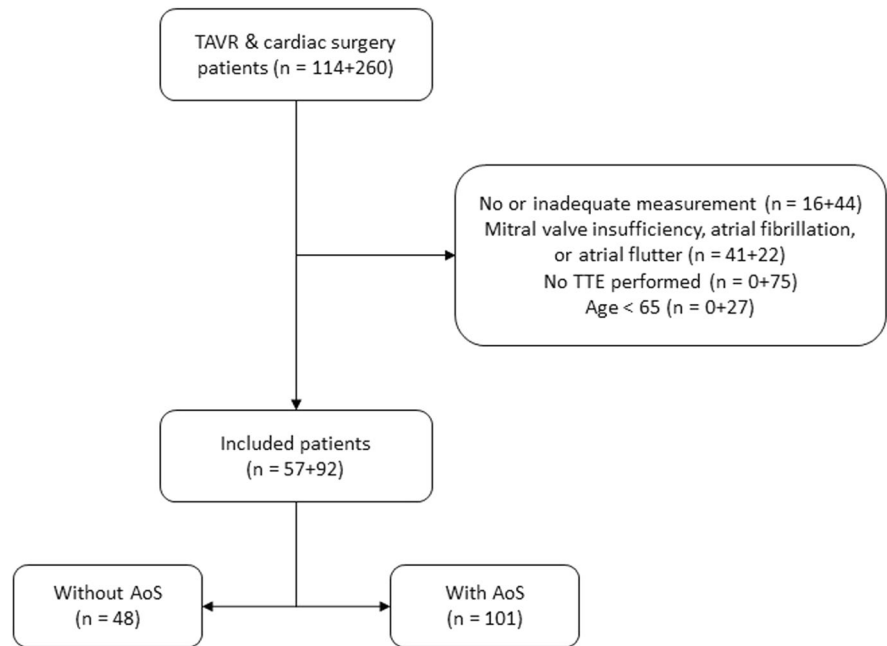 TAVR & cardiac surgery
patients (n = 114+260)
No or inadequate measurement (n = 16+44)
Mitral valve insufficiency, atrial fibrillation,
or atrial flutter (n = 41+22)
No TTE performed (n = 0+75)
Age < 65 (n = 0+27)
Included patients
(n = 57+92)
Without AoS
(n = 48)
With AoS
(n = 101)